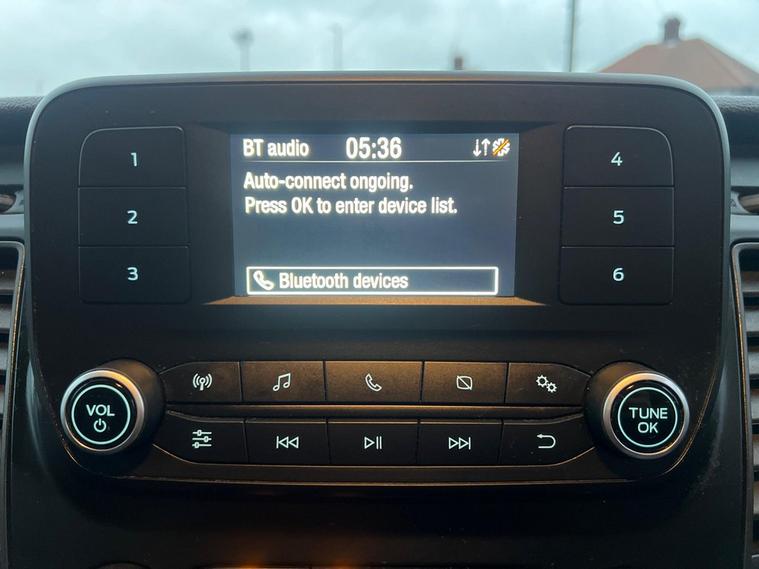 BT audio 05:36
Auto-connect ongoing.
Press OK to enter device list.
Bluetooth devices
1
2
3
4
5
6
VOL
TUNE
OK